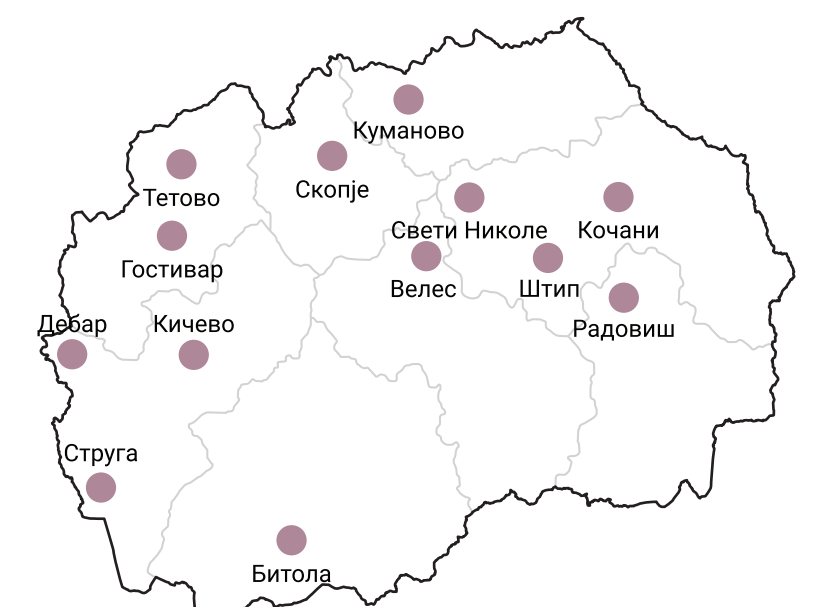 Куманово
Скопје
Тетово
Свети Николе
Кочани
Гостивар
Велес
Штип
Дебар
Кичево
Радовиш
Струга
Битола